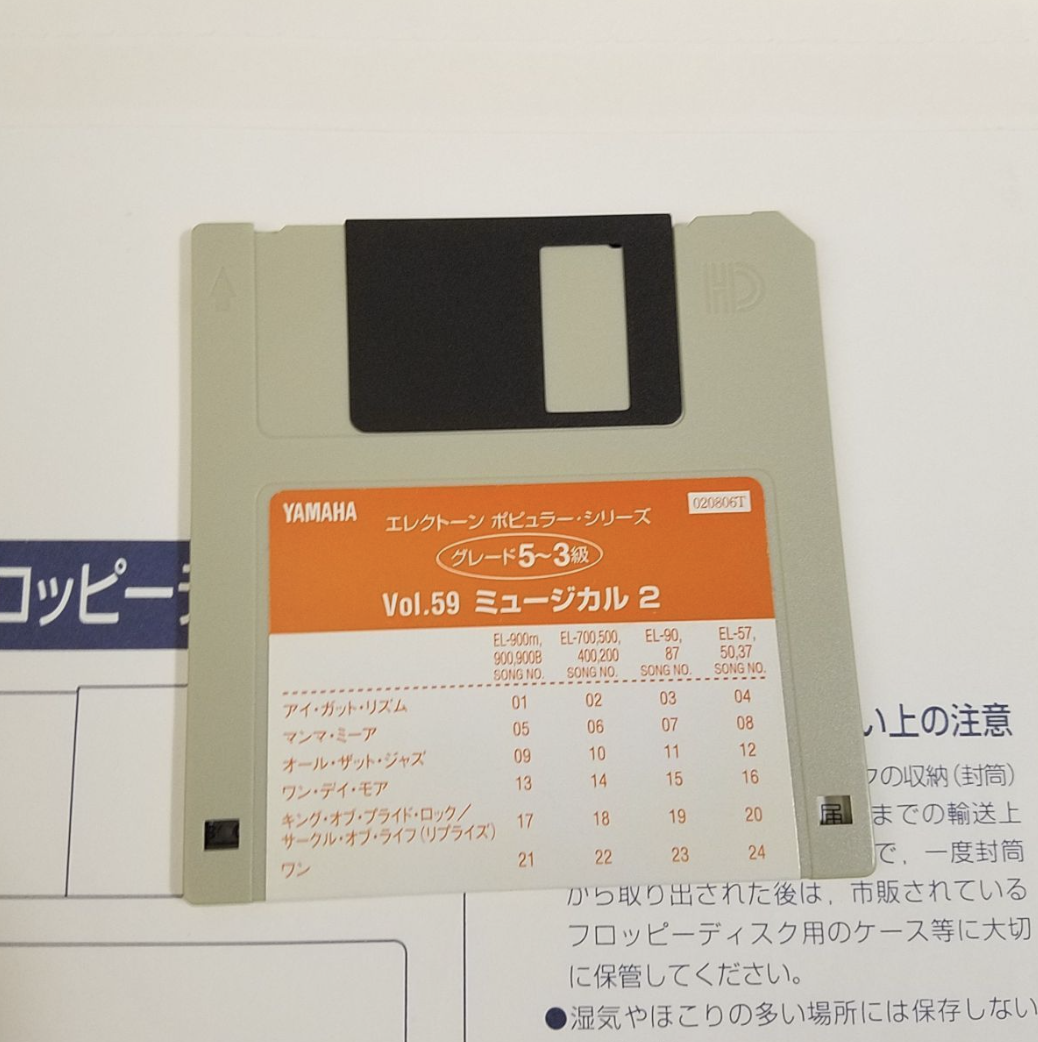 HD
YAMAHA
020806T
エレクトーン ポピュラー・シリーズ
グレード5〜3級
Vol.59 ミュージカル 2
EL-900m, EL-700,500, EL-90, EL-57,
900,900B 400,200 87 50,37
SONG NO. SONG NO. SONG NO. SONG NO.
アイ・ガット・リズム 01 02 03 04
マンマ・ミーア 05 06 07 08
オール・ザット・ジャズ 09 10 11 12
ワン・デイ・モア 13 14 15 16
キング・オブ・プライド・ロック／
サークル・オブ・ライフ（リプライズ） 17 18 19 20
ワン 21 22 23 24
コッピー
い上の注意
クの収納（封筒）
届 までの輸送上
で，一度封筒
から取り出された後は，市販されている
フロッピーディスク用のケース等に大切
に保管してください。
●湿気やほこりの多い場所には保存しない